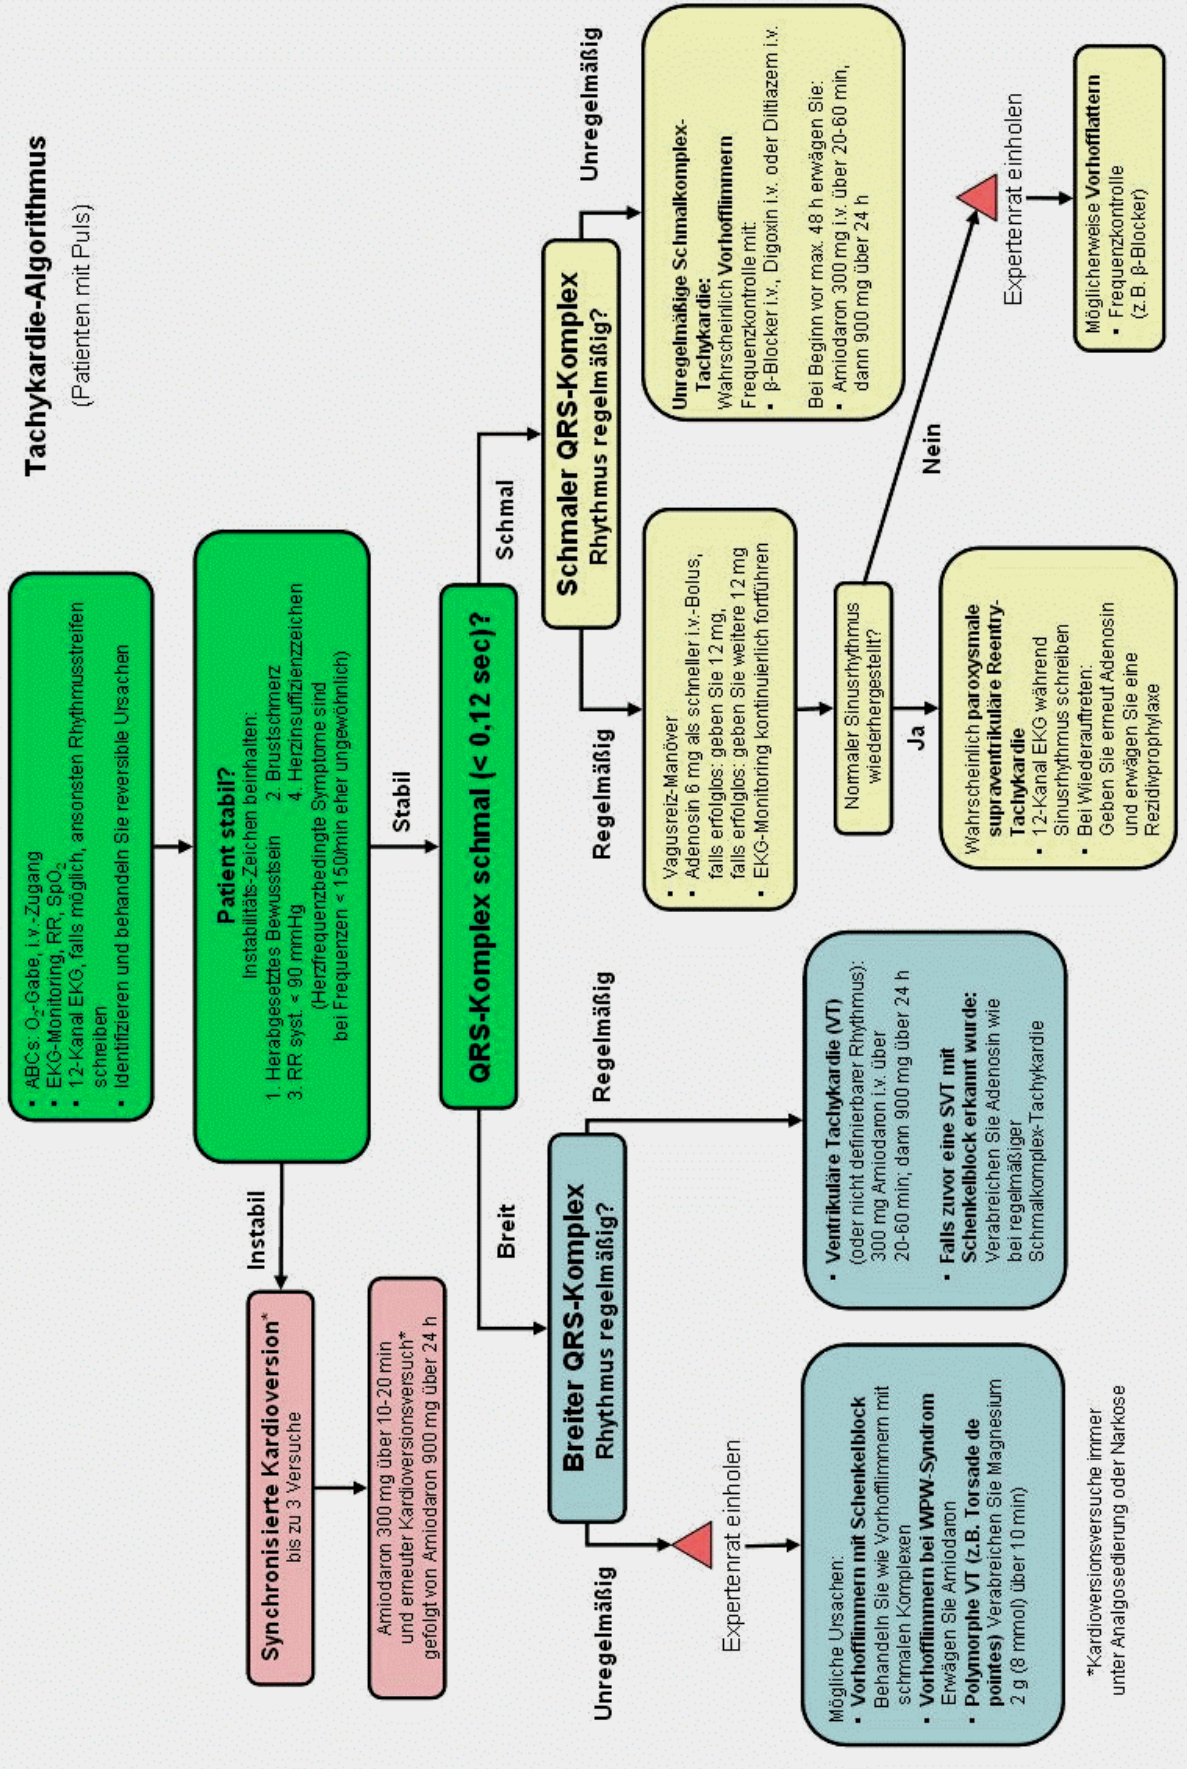 Tachykardie-Algorithmus
(Patienten mit Puls)
▪ ABCs: O₂-Gabe, i.v.-Zugang
▪ EKG-Monitoring, RR, SpO₂
▪ 12-Kanal EKG, falls möglich, ansonsten Rhythmusstreifen
schreiben
▪ Identifizieren und behandeln Sie reversible Ursachen
Patient stabil?
Instabilitäts-Zeichen beinhalten:
1. Herabgesetztes Bewusstsein 2. Brustschmerz
3. RR syst. < 90 mmHg 4. Herzinsuffizienzzeichen
(Herzfrequenzbedingte Symptome sind
bei Frequenzen < 150/min eher ungewöhnlich)
Instabil
Synchronisierte Kardioversion*
bis zu 3 Versuche
Amiodaron 300 mg über 10-20 min
und erneuter Kardioversionsversuch*
gefolgt von Amiodaron 900 mg über 24 h
Stabil
QRS-Komplex schmal (< 0,12 sec)?
Breit
Schmal
Breiter QRS-Komplex
Rhythmus regelmäßig?
Schmaler QRS-Komplex
Rhythmus regelmäßig?
Unregelmäßig
Expertenrat einholen
Mögliche Ursachen:
▪ Vorhofflimmern mit Schenkelblock
Behandeln Sie wie Vorhofflimmern mit
schmalen Komplexen
▪ Vorhofflimmern bei WPW-Syndrom
Erwägen Sie Amiodaron
▪ Polymorphe VT (z.B. Torsade de
pointes) Verabreichen Sie Magnesium
2 g (8 mmol) über 10 min)
Regelmäßig
▪ Ventrikuläre Tachykardie (VT)
(oder nicht definierbarer Rhythmus):
300 mg Amiodaron i.v. über
20-60 min; dann 900 mg über 24 h
▪ Falls zuvor eine SVT mit
Schenkelblock erkannt wurde:
Verabreichen Sie Adenosin wie
bei regelmäßiger
Schmalkomplex-Tachykardie
Regelmäßig
▪ Vagusreiz-Manöver
▪ Adenosin 6 mg als schneller i.v.-Bolus,
falls erfolglos: geben Sie 12 mg,
falls erfolglos: geben Sie weitere 12 mg
▪ EKG-Monitoring kontinuierlich fortführen
Normaler Sinusrhythmus
wiederhergestellt?
Ja
Wahrscheinlich paroxysmale
supraventrikuläre Reentry-
Tachykardie
▪ 12-Kanal EKG während
Sinusrhythmus schreiben
▪ Bei Wiederauftreten:
Geben Sie erneut Adenosin
und erwägen Sie eine
Rezidivprophylaxe
Nein
Expertenrat einholen
Möglicherweise Vorhofflattern
▪ Frequenzkontrolle
(z.B. β-Blocker)
Unregelmäßig
Unregelmäßige Schmalkomplex-
Tachykardie:
Wahrscheinlich Vorhofflimmern
Frequenzkontrolle mit:
▪ β-Blocker i.v., Digoxin i.v. oder Diltiazem i.v.
Bei Beginn vor max. 48 h erwägen Sie:
▪ Amiodaron 300 mg i.v. über 20-60 min,
dann 900 mg über 24 h
*Kardioversionsversuche immer
unter Analgosedierung oder Narkose